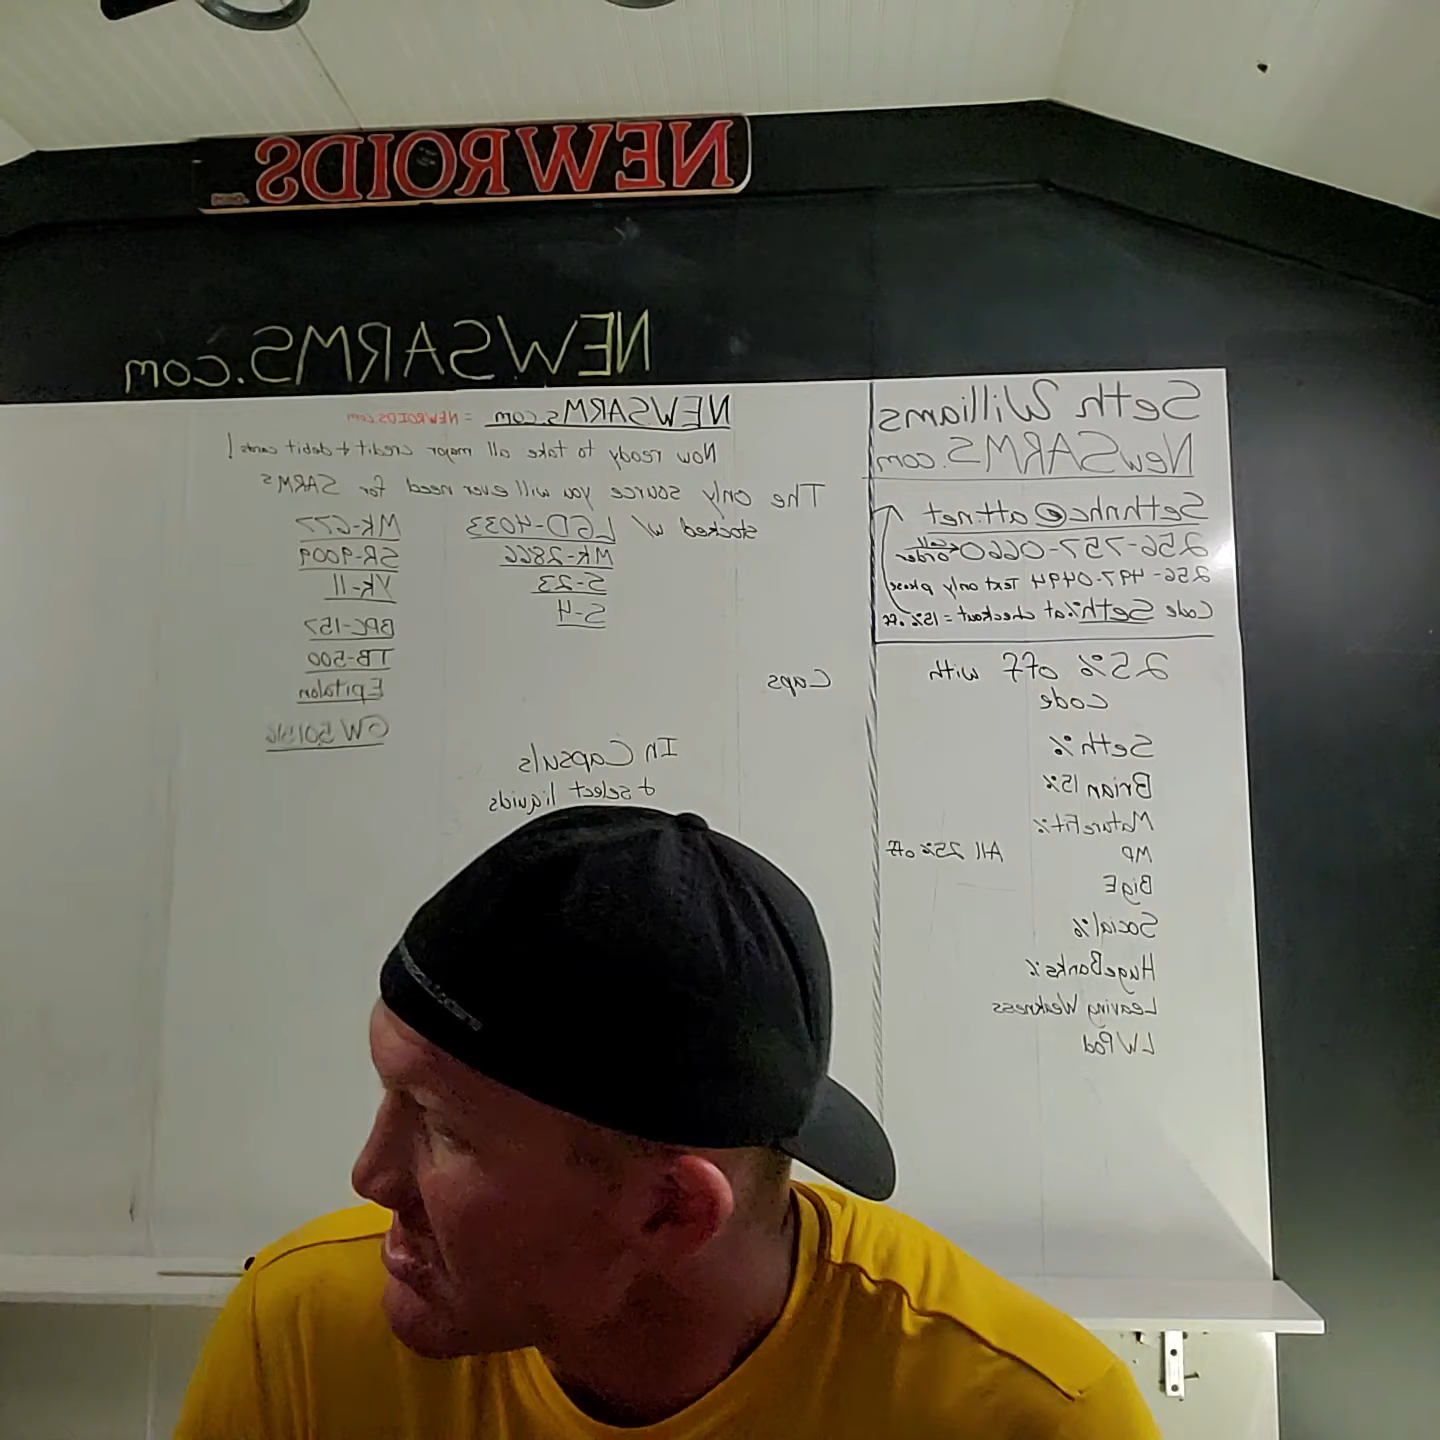 NEWROIDS
.com
NEWSARMS.com
NEWSARMs.com = NEWROIDS.com
Now ready to take all major credit & debit cards!
The only source you will ever need for SARMs
stocked w/ LGD-4033 MK-677
MK-2866 SR-9009
S-23 YK-11
S-4
BPC-157
TB-500
Epitalon
GW501516
Caps
In Capsuls
& select liquids
Seth Williams
NewSARMS.com
Sethnhc@att.net
256-757-0660 call order
256-497-0494 Text only please
Code Seth% at checkout = 15% off
25% off with
Code
Seth%
Brian15%
MatureFit%
MP
All 25% off
BigE
Social%
HugeBanks%
Leaving Weakness
LWPod